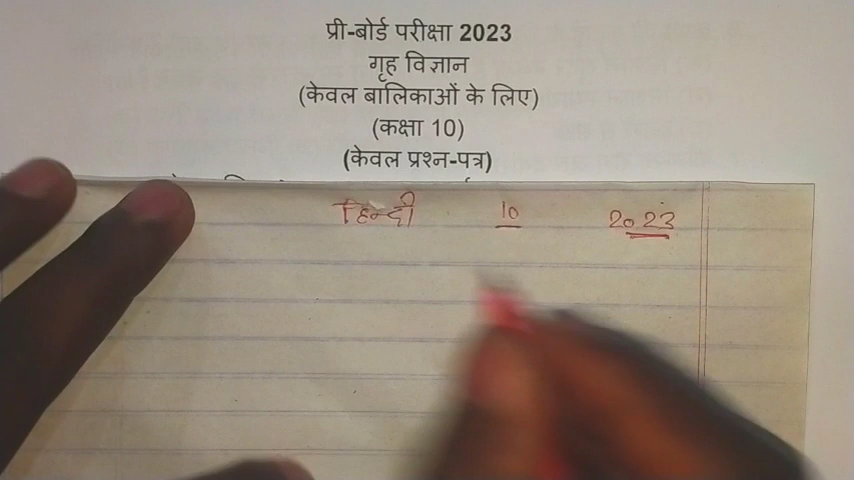 प्री-बोर्ड परीक्षा 2023
गृह विज्ञान
(केवल बालिकाओं के लिए)
(कक्षा 10)
(केवल प्रश्न-पत्र)
हिन्दी 10 2023